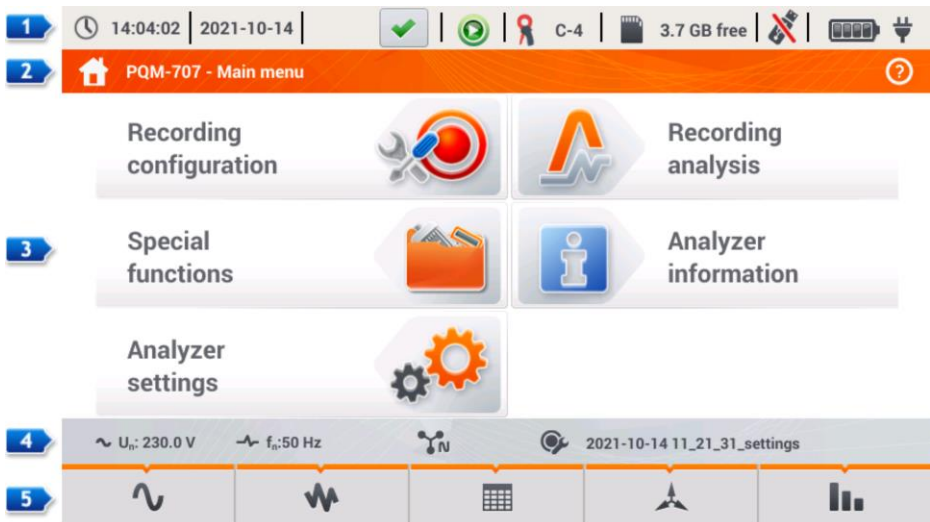 1
14:04:02 2021-10-14 C-4 3.7 GB free
2
PQM-707 - Main menu ?
Recording
configuration
Recording
analysis
3
Special
functions
Analyzer
information
Analyzer
settings
4
Uₙ: 230.0 V fₙ:50 Hz N 2021-10-14 11_21_31_settings
5